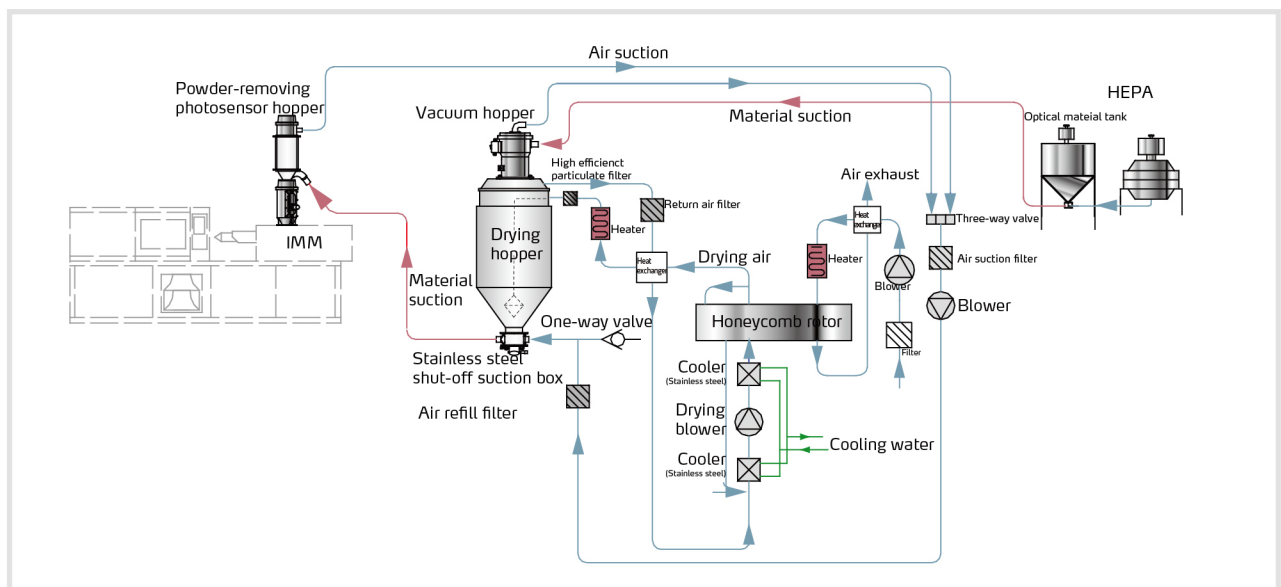 Air suction
Powder-removing
photosensor hopper
Vacuum hopper
Material suction
HEPA
Optical mateial tank
High efficienct
particulate filter
Return air filter
Air exhaust
Heat
exchanger
Three-way valve
Heater
Drying
hopper
IMM
Heat
exchanger
Drying air
Heater
Blower
Air suction filter
Material
suction
Blower
One-way valve
Honeycomb rotor
Filter
Stainless steel
shut-off suction box
Cooler
(Stainless steel)
Air refill filter
Drying
blower
Cooling water
Cooler
(Stainless steel)